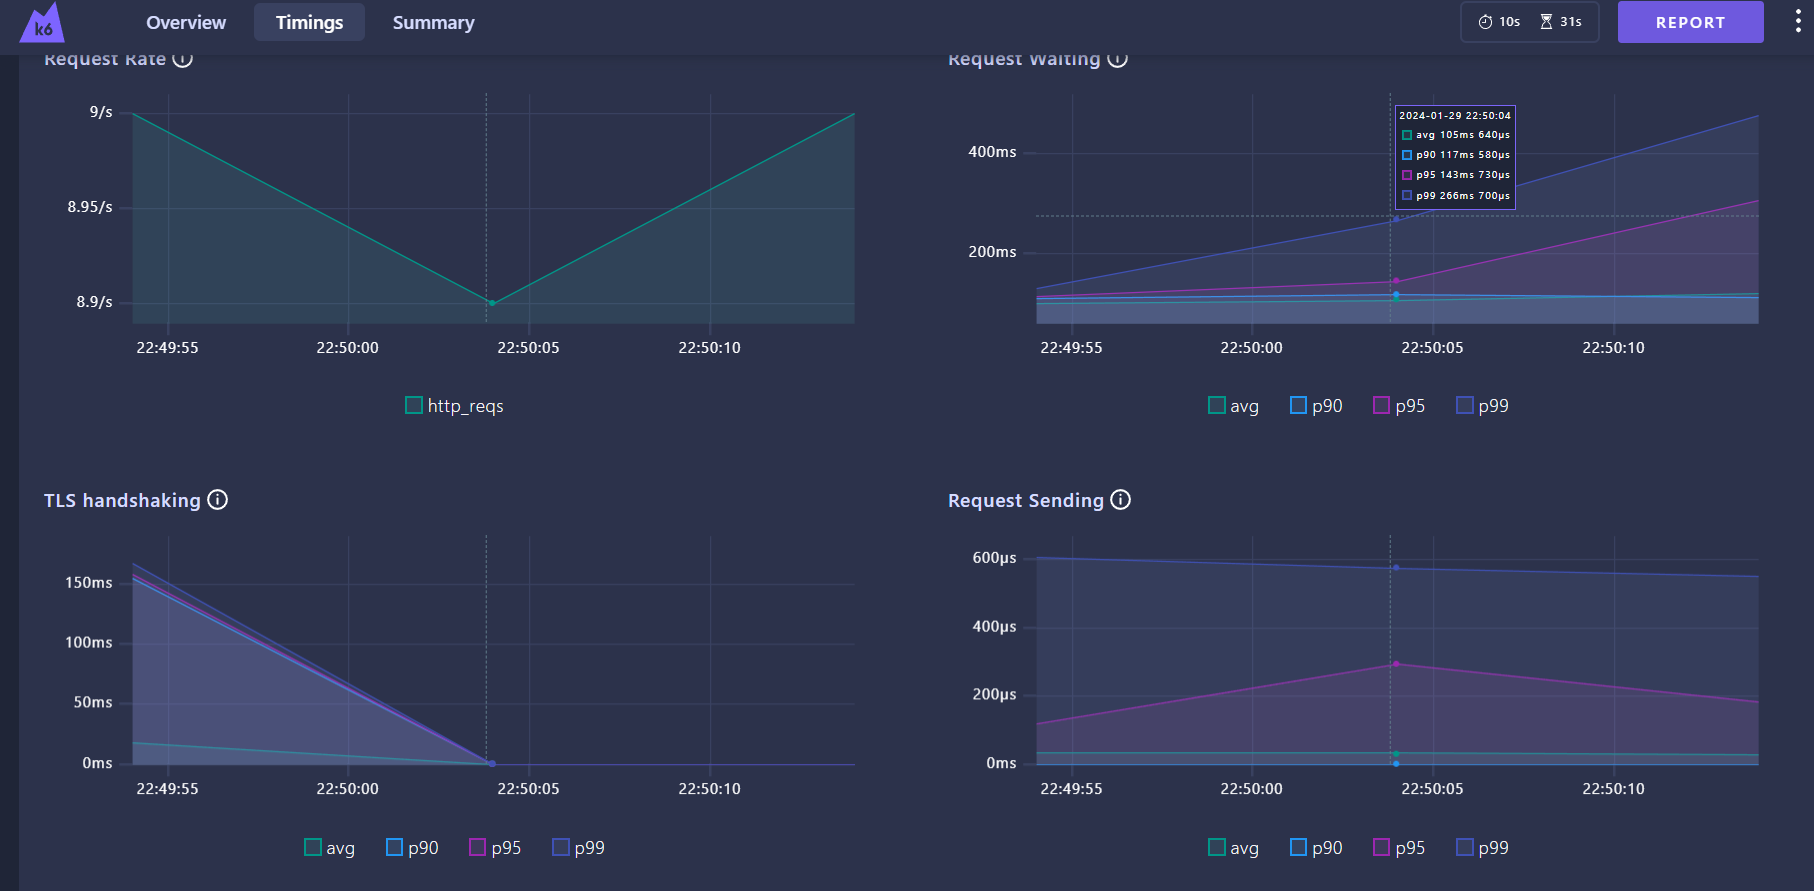 k6 Overview Timings Summary 10s 31s REPORT
Request Rate
9/s
8.95/s
8.9/s
22:49:55 22:50:00 22:50:05 22:50:10
http_reqs
Request Waiting
2024-01-29 22:50:04
avg 105ms 640µs
p90 117ms 580µs
p95 143ms 730µs
p99 266ms 700µs
400ms
200ms
22:49:55 22:50:00 22:50:05 22:50:10
avg p90 p95 p99
TLS handshaking
150ms
100ms
50ms
0ms
22:49:55 22:50:00 22:50:05 22:50:10
avg p90 p95 p99
Request Sending
600µs
400µs
200µs
0ms
22:49:55 22:50:00 22:50:05 22:50:10
avg p90 p95 p99